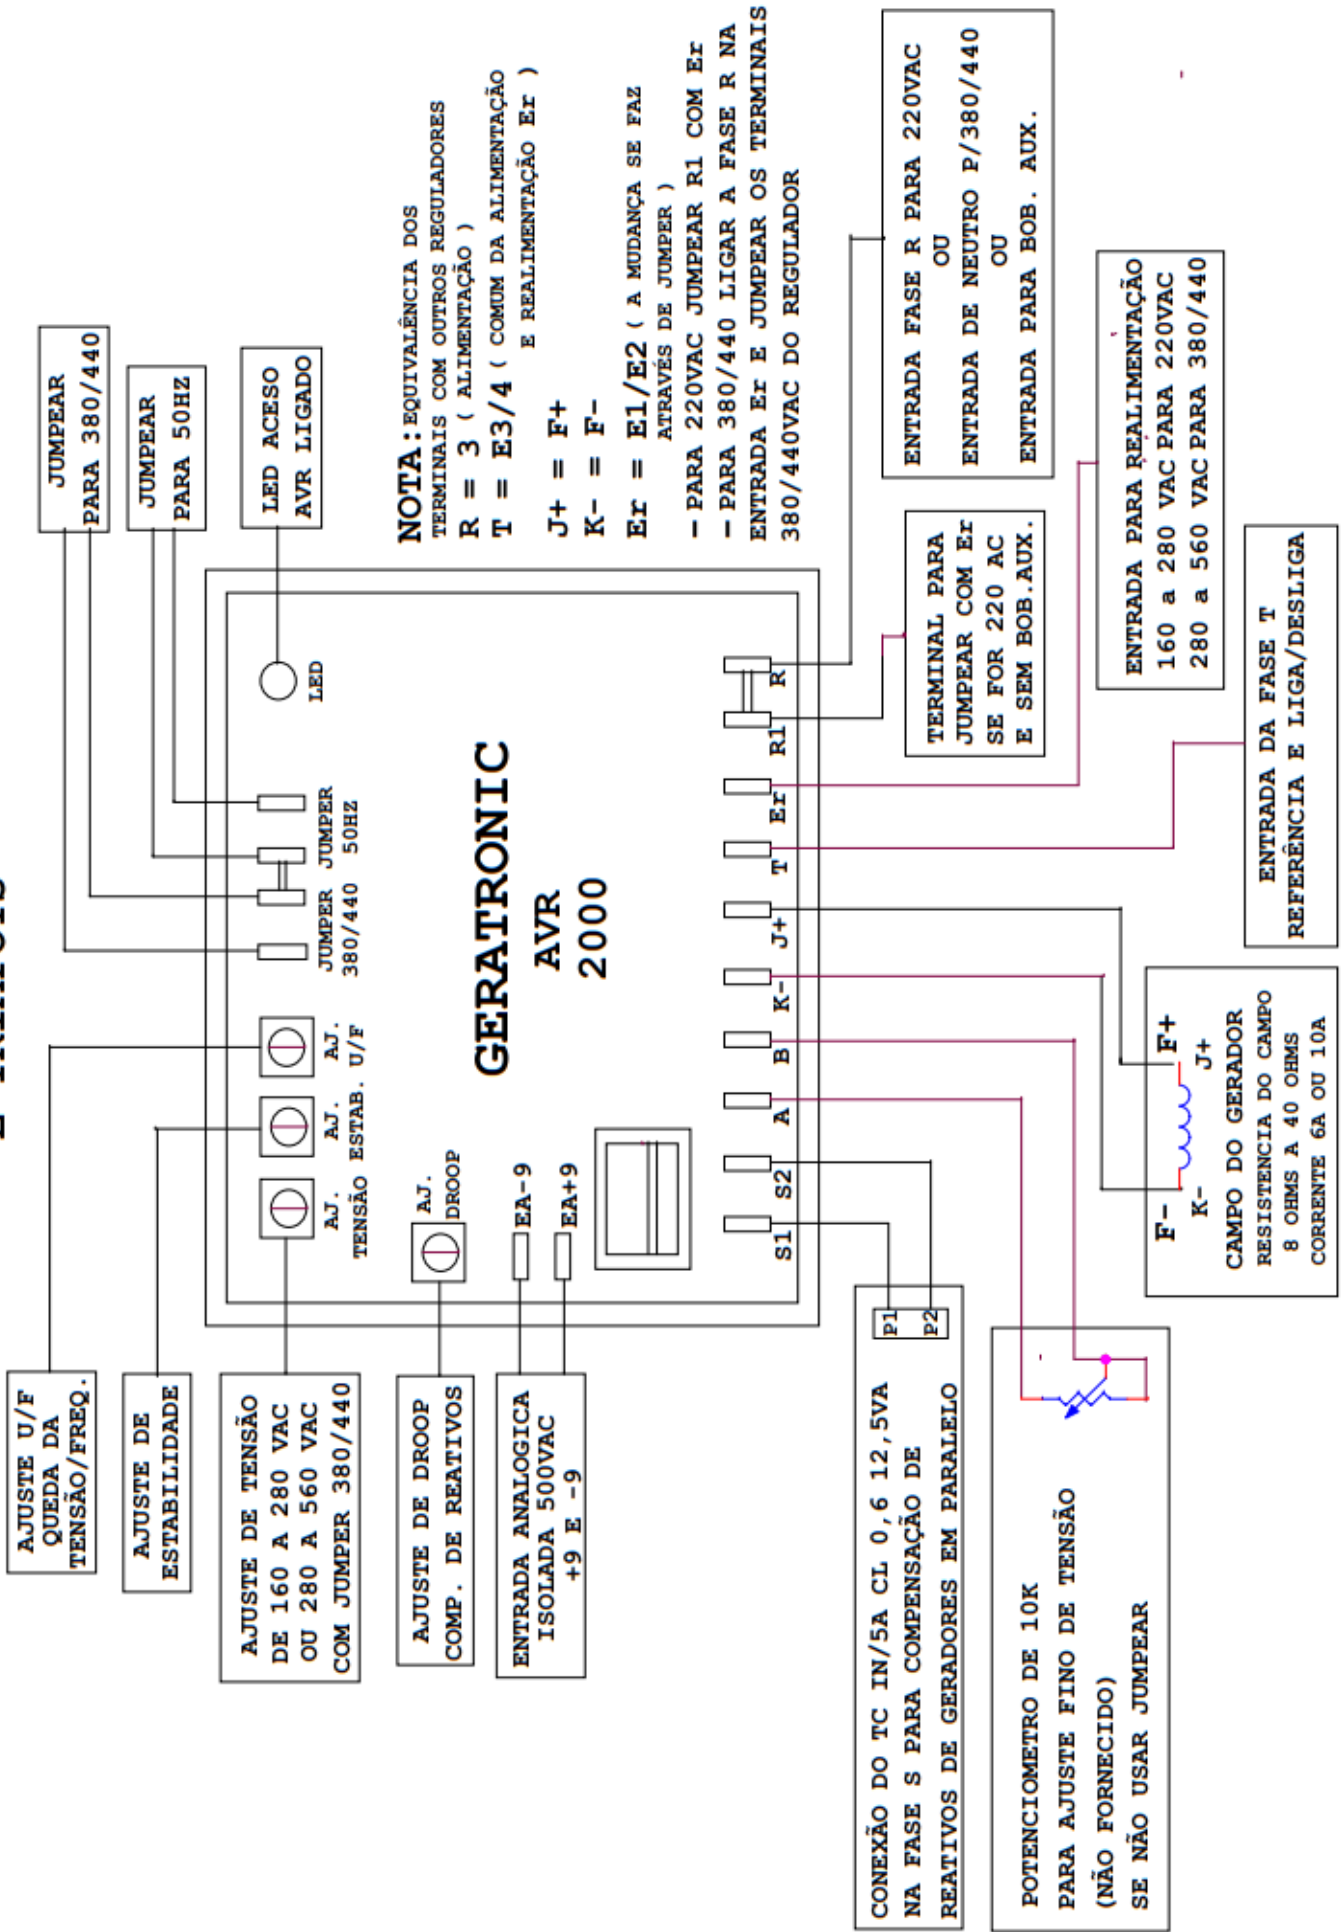 AJUSTE U/F
QUEDA DA
TENSÃO/FREQ.
AJUSTE DE
ESTABILIDADE
AJUSTE DE TENSÃO
DE 160 A 280 VAC
OU 280 A 560 VAC
COM JUMPER 380/440
AJUSTE DE DROOP
COMP. DE REATIVOS
ENTRADA ANALOGICA
ISOLADA 500VAC
+9 E -9
JUMPEAR
PARA 380/440
JUMPEAR
PARA 50HZ
LED ACESO
AVR LIGADO
AJ.
TENSÃO
AJ.
ESTAB.
AJ.
U/F
JUMPER
380/440
JUMPER
50HZ
LED
AJ.
DROOP
EA-9
EA+9
GERATRONIC
AVR
2000
S1
S2
A
B
K-
J+
T
Er
R1
R
NOTA:EQUIVALÊNCIA DOS
TERMINAIS COM OUTROS REGULADORES
R = 3 ( ALIMENTAÇÃO )
T = E3/4 ( COMUM DA ALIMENTAÇÃO
E REALIMENTAÇÃO Er )
J+ = F+
K- = F-
Er = E1/E2 ( A MUDANÇA SE FAZ
ATRAVÉS DE JUMPER )
- PARA 220VAC JUMPEAR R1 COM Er
- PARA 380/440 LIGAR A FASE R NA
ENTRADA Er E JUMPEAR OS TERMINAIS
380/440VAC DO REGULADOR
CONEXÃO DO TC IN/5A CL 0,6 12,5VA
NA FASE S PARA COMPENSAÇÃO DE
REATIVOS DE GERADORES EM PARALELO
P1
P2
POTENCIOMETRO DE 10K
PARA AJUSTE FINO DE TENSÃO
(NÃO FORNECIDO)
SE NÃO USAR JUMPEAR
F-
F+
K-
J+
CAMPO DO GERADOR
RESISTENCIA DO CAMPO
8 OHMS A 40 OHMS
CORRENTE 6A OU 10A
TERMINAL PARA
JUMPEAR COM Er
SE FOR 220 AC
E SEM BOB.AUX.
ENTRADA FASE R PARA 220VAC
OU
ENTRADA DE NEUTRO P/380/440
OU
ENTRADA PARA BOB. AUX.
ENTRADA PARA REALIMENTAÇÃO
160 a 280 VAC PARA 220VAC
280 a 560 VAC PARA 380/440
ENTRADA DA FASE T
REFERÊNCIA E LIGA/DESLIGA